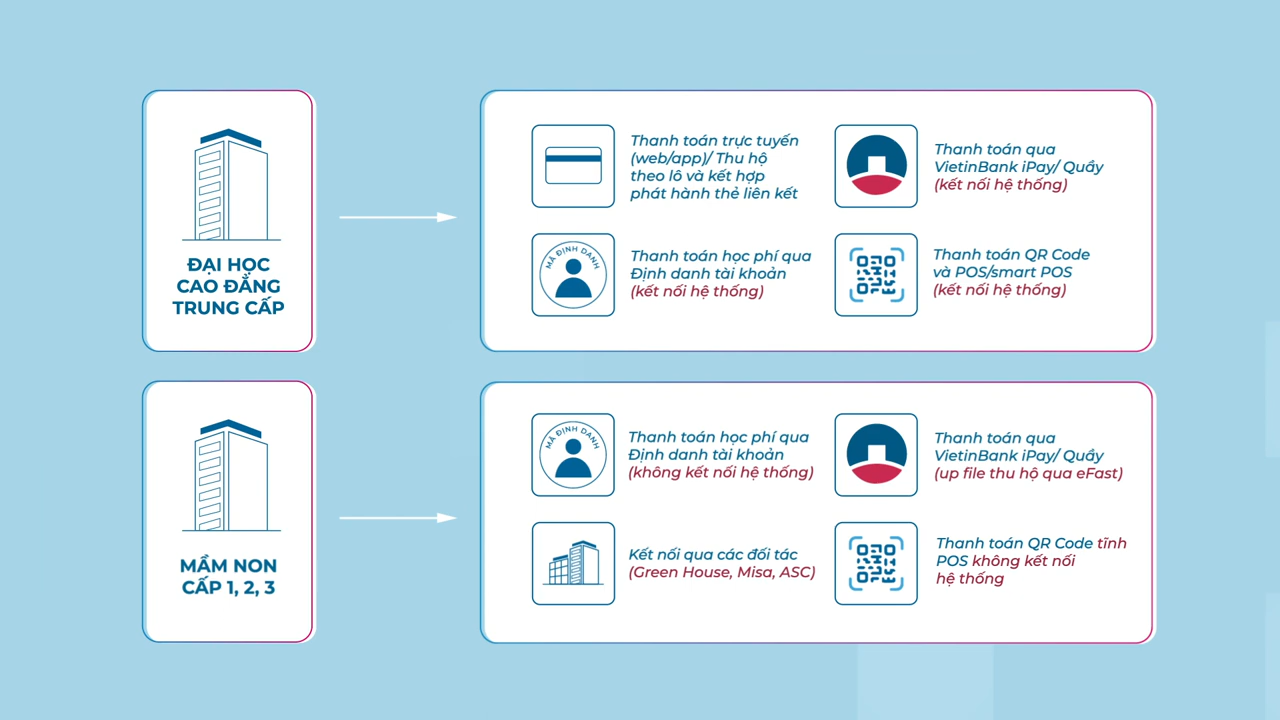 ĐẠI HỌC
CAO ĐẲNG
TRUNG CẤP
Thanh toán trực tuyến
(web/app)/ Thu hộ
theo lô và kết hợp
phát hành thẻ liên kết
Thanh toán qua
VietinBank iPay/ Quầy
(kết nối hệ thống)
MÃ ĐỊNH DANH
Thanh toán học phí qua
Định danh tài khoản
(kết nối hệ thống)
Thanh toán QR Code
và POS/smart POS
(kết nối hệ thống)
MẦM NON
CẤP 1, 2, 3
MÃ ĐỊNH DANH
Thanh toán học phí qua
Định danh tài khoản
(không kết nối hệ thống)
Thanh toán qua
VietinBank iPay/ Quầy
(up file thu hộ qua eFast)
Kết nối qua các đối tác
(Green House, Misa, ASC)
Thanh toán QR Code tĩnh
POS không kết nối
hệ thống